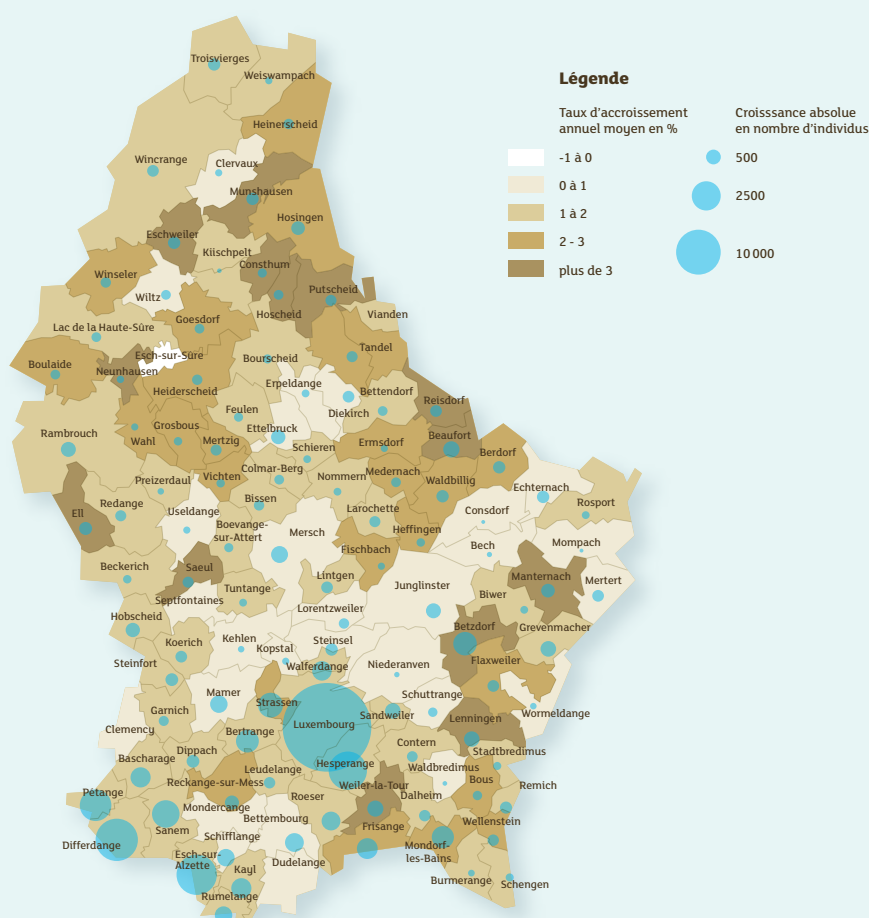 Légende
Taux d'accroissement
annuel moyen en %
-1 à 0
0 à 1
1 à 2
2 - 3
plus de 3
Croisssance absolue
en nombre d'individus
500
2500
10 000
Troisvierges
Weiswampach
Heinerscheid
Wincrange
Clervaux
Munshausen
Hosingen
Eschweiler
Kiischpelt
Consthum
Winseler
Wiltz
Putscheid
Hoscheid
Vianden
Goesdorf
Lac de la Haute-Sûre
Tandel
Esch-sur-Sûre
Bourscheid
Boulaide
Neunhausen
Erpeldange
Heiderscheid
Bettendorf
Reisdorf
Feulen
Diekirch
Grosbous
Ettelbruck
Rambrouch
Wahl
Mertzig
Ermsdorf
Beaufort
Schieren
Berdorf
Colmar-Berg
Medernach
Preizerdaul
Vichten
Nommern
Waldbillig
Echternach
Bissen
Redange
Rosport
Ell
Useldange
Larochette
Consdorf
Boevange-
sur-Attert
Mersch
Heffingen
Fischbach
Bech
Mompach
Beckerich
Saeul
Lintgen
Manternach
Mertert
Tuntange
Junglinster
Biwer
Septfontaines
Lorentzweiler
Hobscheid
Betzdorf
Grevenmacher
Koerich
Kehlen
Kopstal
Steinsel
Steinfort
Walferdange
Niederanven
Flaxweiler
Mamer
Strassen
Schuttrange
Garnich
Luxembourg
Sandweiler
Lenningen
Wormeldange
Clemency
Bertrange
Contern
Dippach
Stadtbredimus
Bascharage
Leudelange
Hesperange
Waldbredimus
Reckange-sur-Mess
Weiler-la-Tour
Bous
Remich
Pétange
Roeser
Dalheim
Mondercange
Bettembourg
Wellenstein
Sanem
Frisange
Schifflange
Differdange
Mondorf-
les-Bains
Esch-sur-
Alzette
Kayl
Dudelange
Burmerange
Schengen
Rumelange